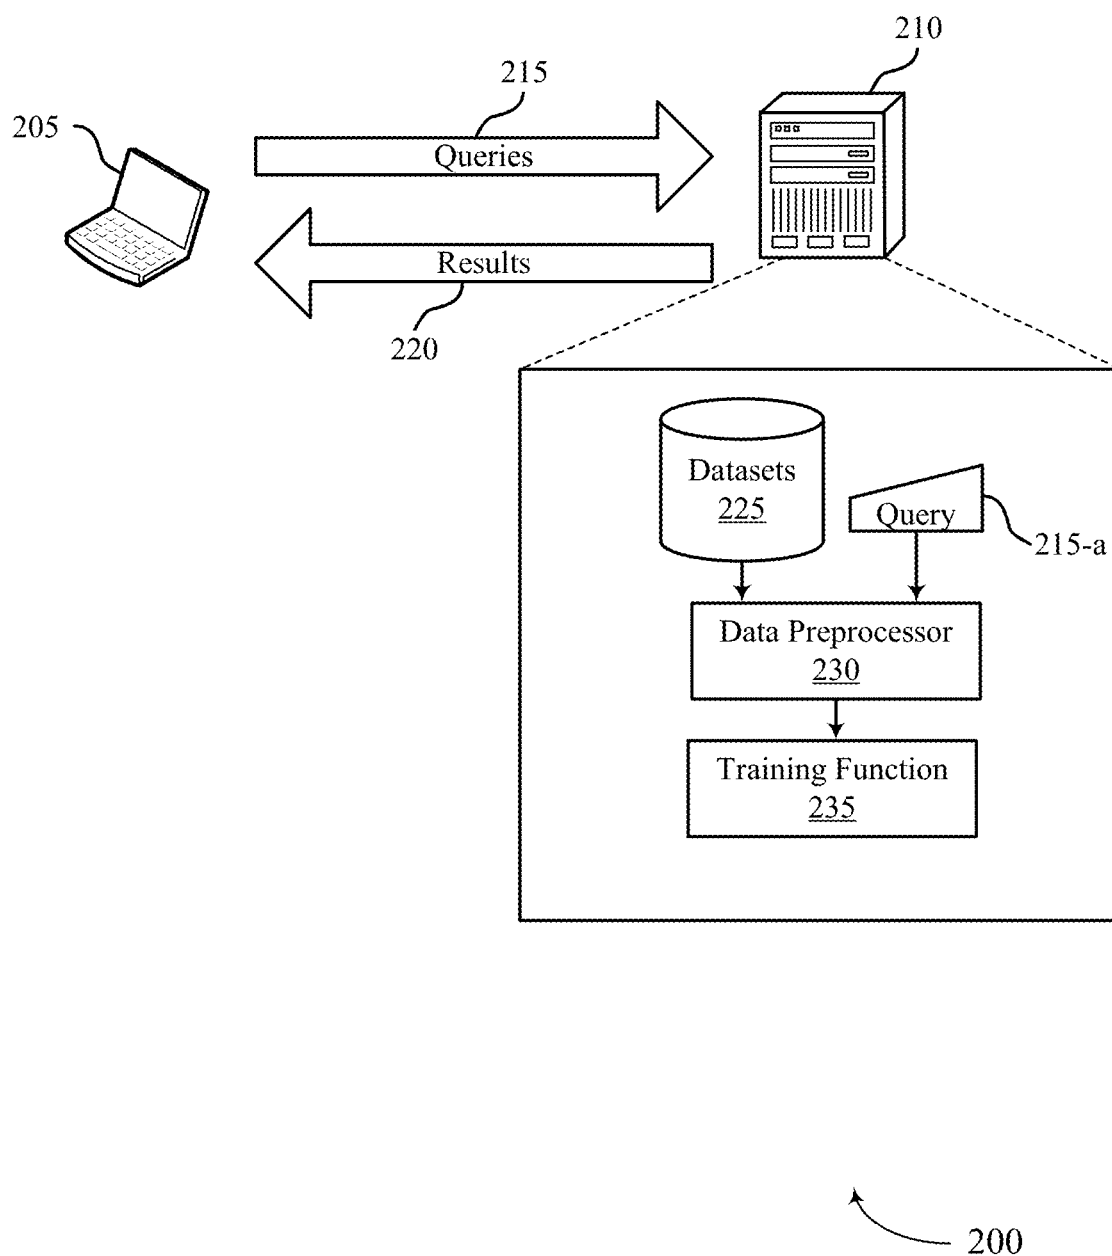 210
215
205
Queries
Results
220
Datasets
225
Query
215-a
Data Preprocessor
230
Training Function
235
200